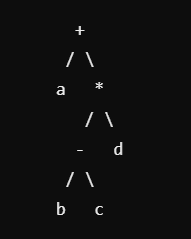 +
     / \
    a   *
       / \
      -   d
     / \
    b   c